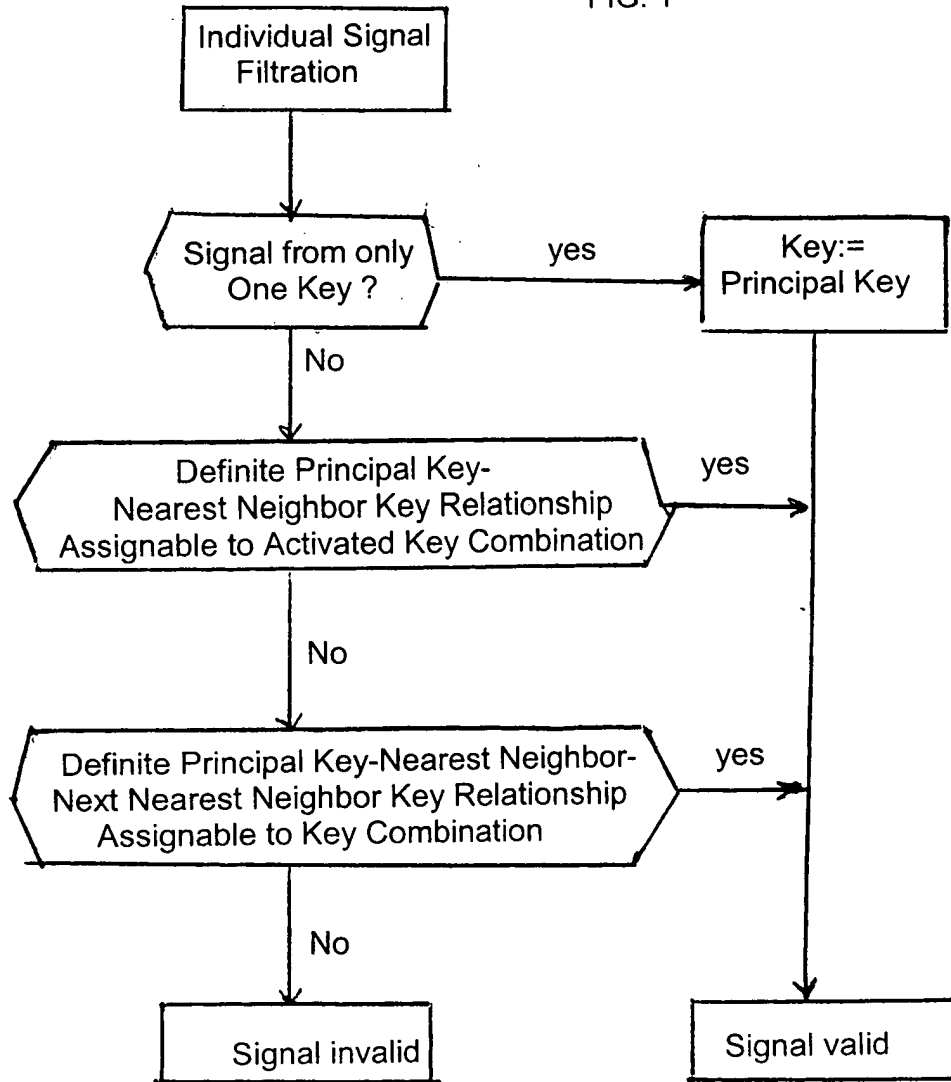 FIG. 1
Individual Signal
Filtration
Signal from only
One Key ?
yes
Key:=
Principal Key
No
Definite Principal Key-
Nearest Neighbor Key Relationship
Assignable to Activated Key Combination
yes
No
Definite Principal Key-Nearest Neighbor-
Next Nearest Neighbor Key Relationship
Assignable to Key Combination
yes
No
Signal invalid
Signal valid